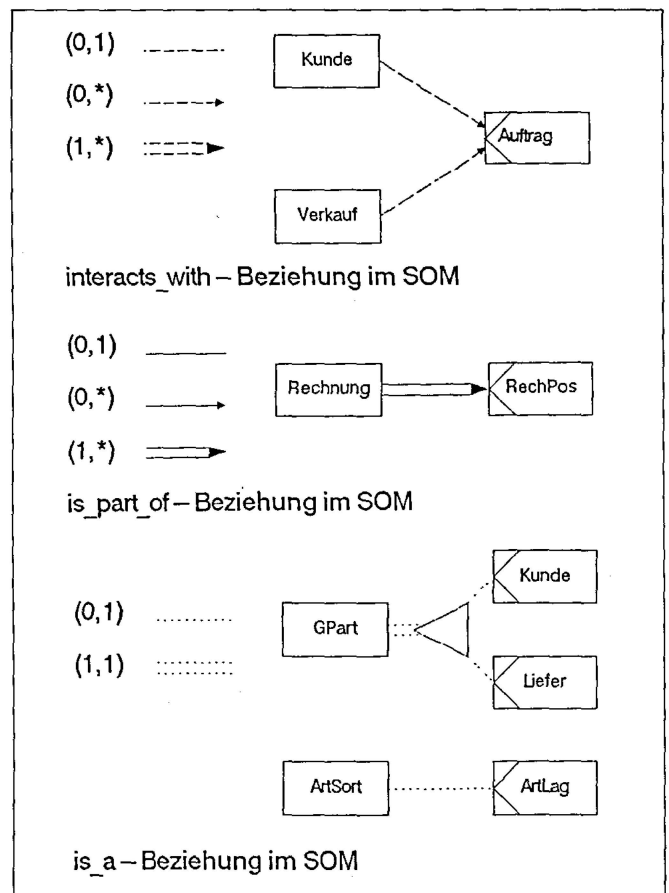 (0,1)
Kunde
(0,*)
Auftrag
(1,*)
Verkauf
interacts_with – Beziehung im SOM
(0,1)
Rechnung
RechPos
(0,*)
(1,*)
is_part_of – Beziehung im SOM
Kunde
(0,1)
GPart
(1,1)
Liefer
ArtSort
ArtLag
is_a – Beziehung im SOM